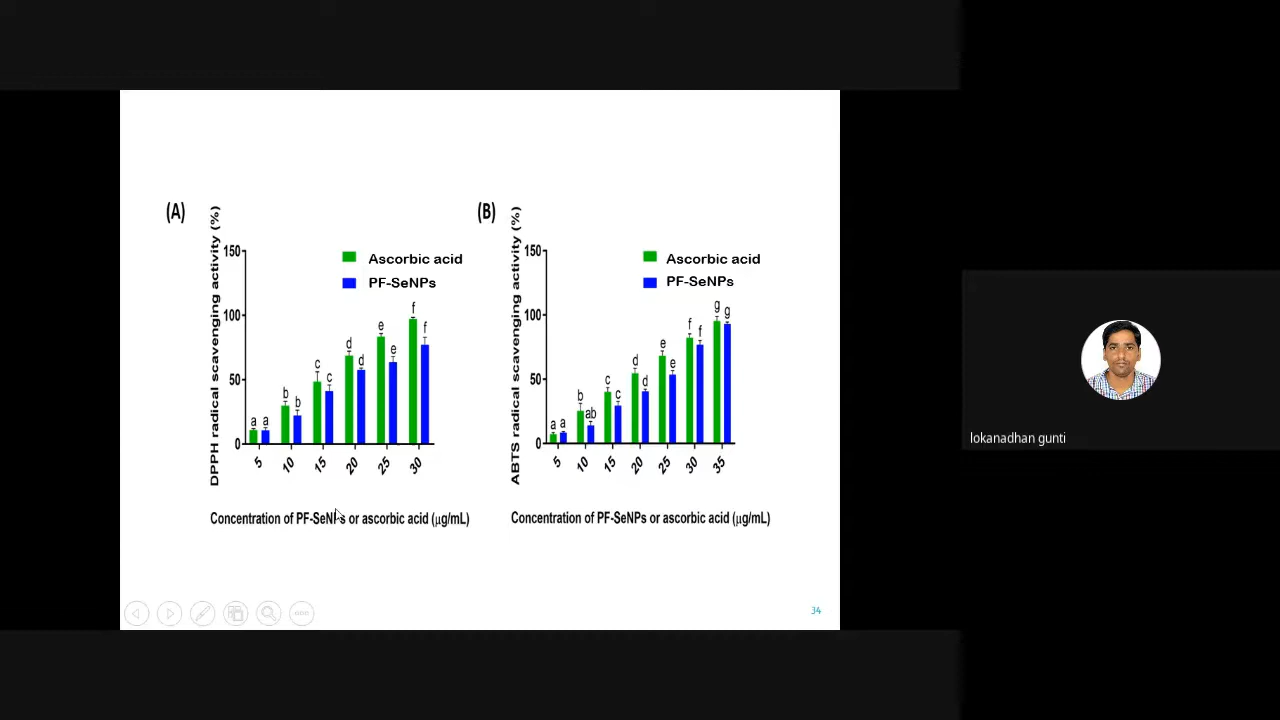 (A)
DPPH radical scavenging activity (%)
150
100
50
0
Ascorbic acid
PF-SeNPs
a a b b c c d d e e f f
5 10 15 20 25 30
Concentration of PF-SeNPs or ascorbic acid (μg/mL)
(B)
ABTS radical scavenging activity (%)
150
100
50
0
Ascorbic acid
PF-SeNPs
a a b ab c c d d e e f f g g
5 10 15 20 25 30 35
Concentration of PF-SeNPs or ascorbic acid (μg/mL)
34
lokanadhan gunti